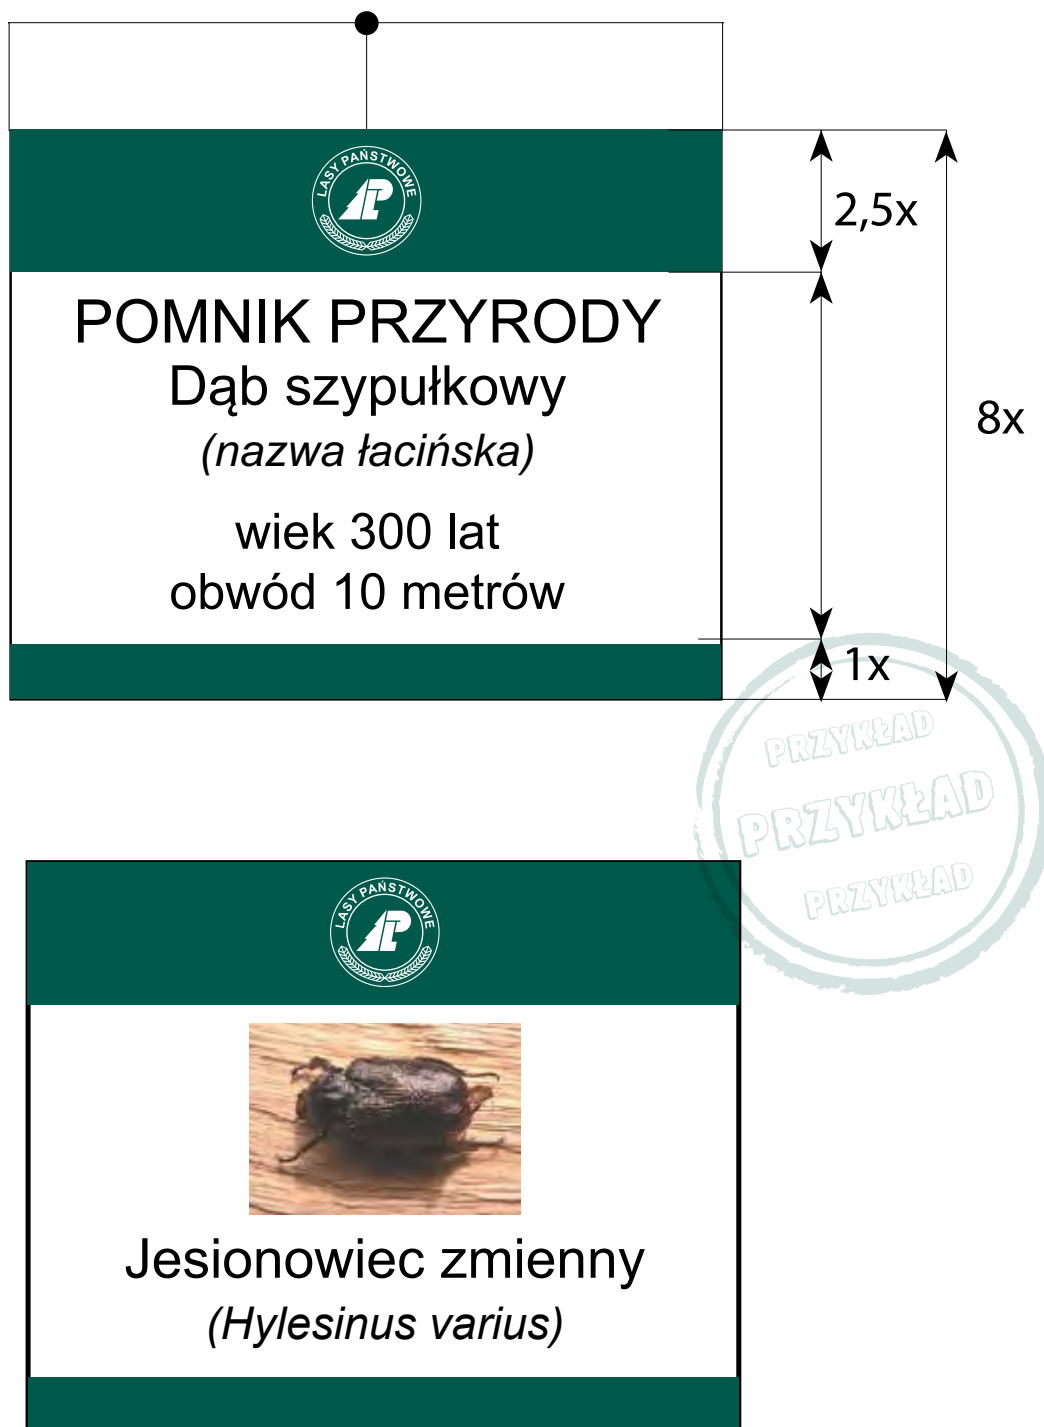 LASY PAŃSTWOWE
2,5x
POMNIK PRZYRODY
Dąb szypułkowy
(nazwa łacińska)
8x
wiek 300 lat
obwód 10 metrów
1x
PRZYKŁAD
PRZYKŁAD
PRZYKŁAD
LASY PAŃSTWOWE
Jesionowiec zmienny
(Hylesinus varius)